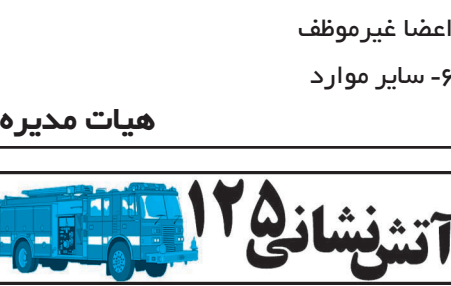 اعضا غیرموظف
۶- سایر موارد
هیات مدیره
آتش‌نشانی ۱۲۵